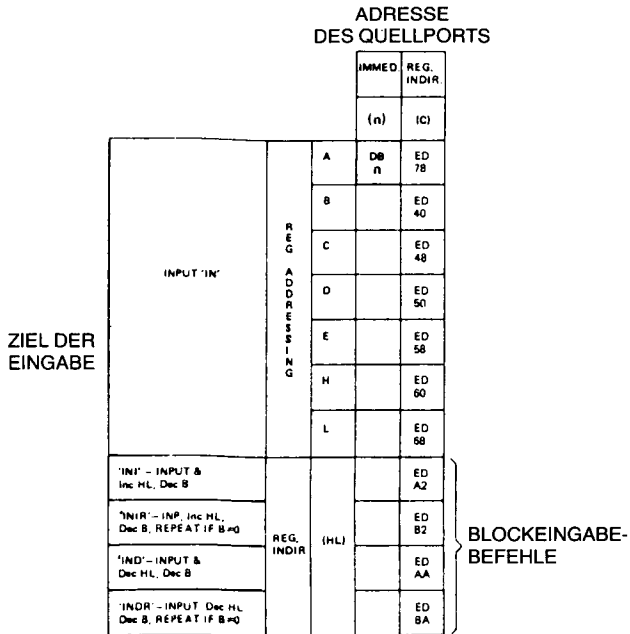 ADRESSE
DES QUELLPORTS
IMMED. REG. INDIR.
(n) (C)
ZIEL DER
EINGABE
INPUT 'IN'
REG ADDRESSING
A DB n ED 78
B ED 40
C ED 48
D ED 50
E ED 58
H ED 60
L ED 68
'INI' – INPUT &
Inc HL, Dec B
ED A2
'INIR' – INP, Inc HL,
Dec B, REPEAT IF B≠0
ED B2
REG. INDIR
(HL)
'IND' – INPUT &
Dec HL, Dec B
ED AA
'INDR' – INPUT Dec HL
Dec B, REPEAT IF B≠0
ED BA
BLOCKEINGABE-
BEFEHLE